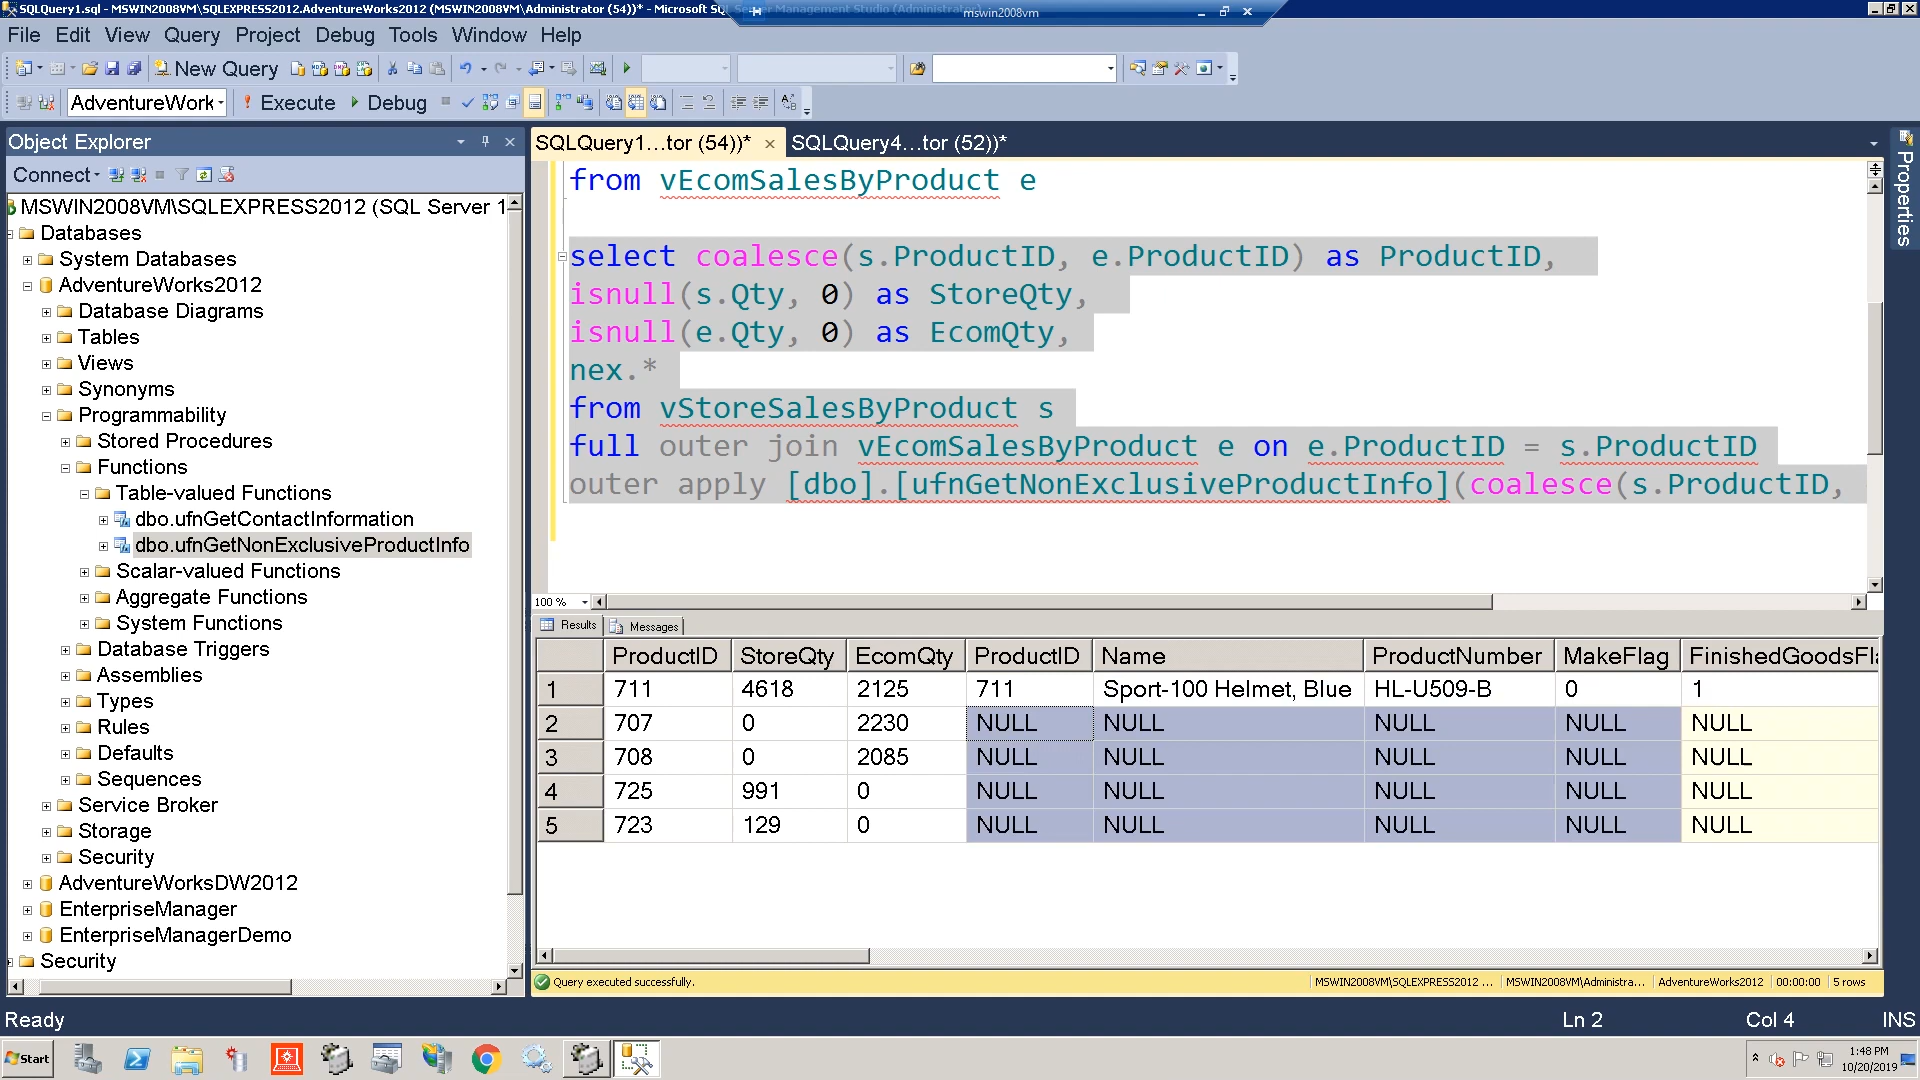 SQLQuery1.sql - MSWIN2008VM\SQLEXPRESS2012.AdventureWorks2012 (MSWIN2008VM\Administrator (54))* - Microsoft SQL Server Management Studio (Administrator)
mswin2008vm
File Edit View Query Project Debug Tools Window Help
New Query
AdventureWork Execute Debug
Object Explorer
Connect
MSWIN2008VM\SQLEXPRESS2012 (SQL Server 1
Databases
System Databases
AdventureWorks2012
Database Diagrams
Tables
Views
Synonyms
Programmability
Stored Procedures
Functions
Table-valued Functions
dbo.ufnGetContactInformation
dbo.ufnGetNonExclusiveProductInfo
Scalar-valued Functions
Aggregate Functions
System Functions
Database Triggers
Assemblies
Types
Rules
Defaults
Sequences
Service Broker
Storage
Security
AdventureWorksDW2012
EnterpriseManager
EnterpriseManagerDemo
Security
SQLQuery1...tor (54))* SQLQuery4...tor (52))*
Properties
from vEcomSalesByProduct e
select coalesce(s.ProductID, e.ProductID) as ProductID,
isnull(s.Qty, 0) as StoreQty,
isnull(e.Qty, 0) as EcomQty,
nex.*
from vStoreSalesByProduct s
full outer join vEcomSalesByProduct e on e.ProductID = s.ProductID
outer apply [dbo].[ufnGetNonExclusiveProductInfo](coalesce(s.ProductID,
100 %
Results Messages
ProductID StoreQty EcomQty ProductID Name ProductNumber MakeFlag FinishedGoodsFla
1 711 4618 2125 711 Sport-100 Helmet, Blue HL-U509-B 0 1
2 707 0 2230 NULL NULL NULL NULL NULL
3 708 0 2085 NULL NULL NULL NULL NULL
4 725 991 0 NULL NULL NULL NULL NULL
5 723 129 0 NULL NULL NULL NULL NULL
Query executed successfully. MSWIN2008VM\SQLEXPRESS2012 ... MSWIN2008VM\Administra... AdventureWorks2012 00:00:00 5 rows
Ready Ln 2 Col 4 INS
Start
1:48 PM
10/20/2019